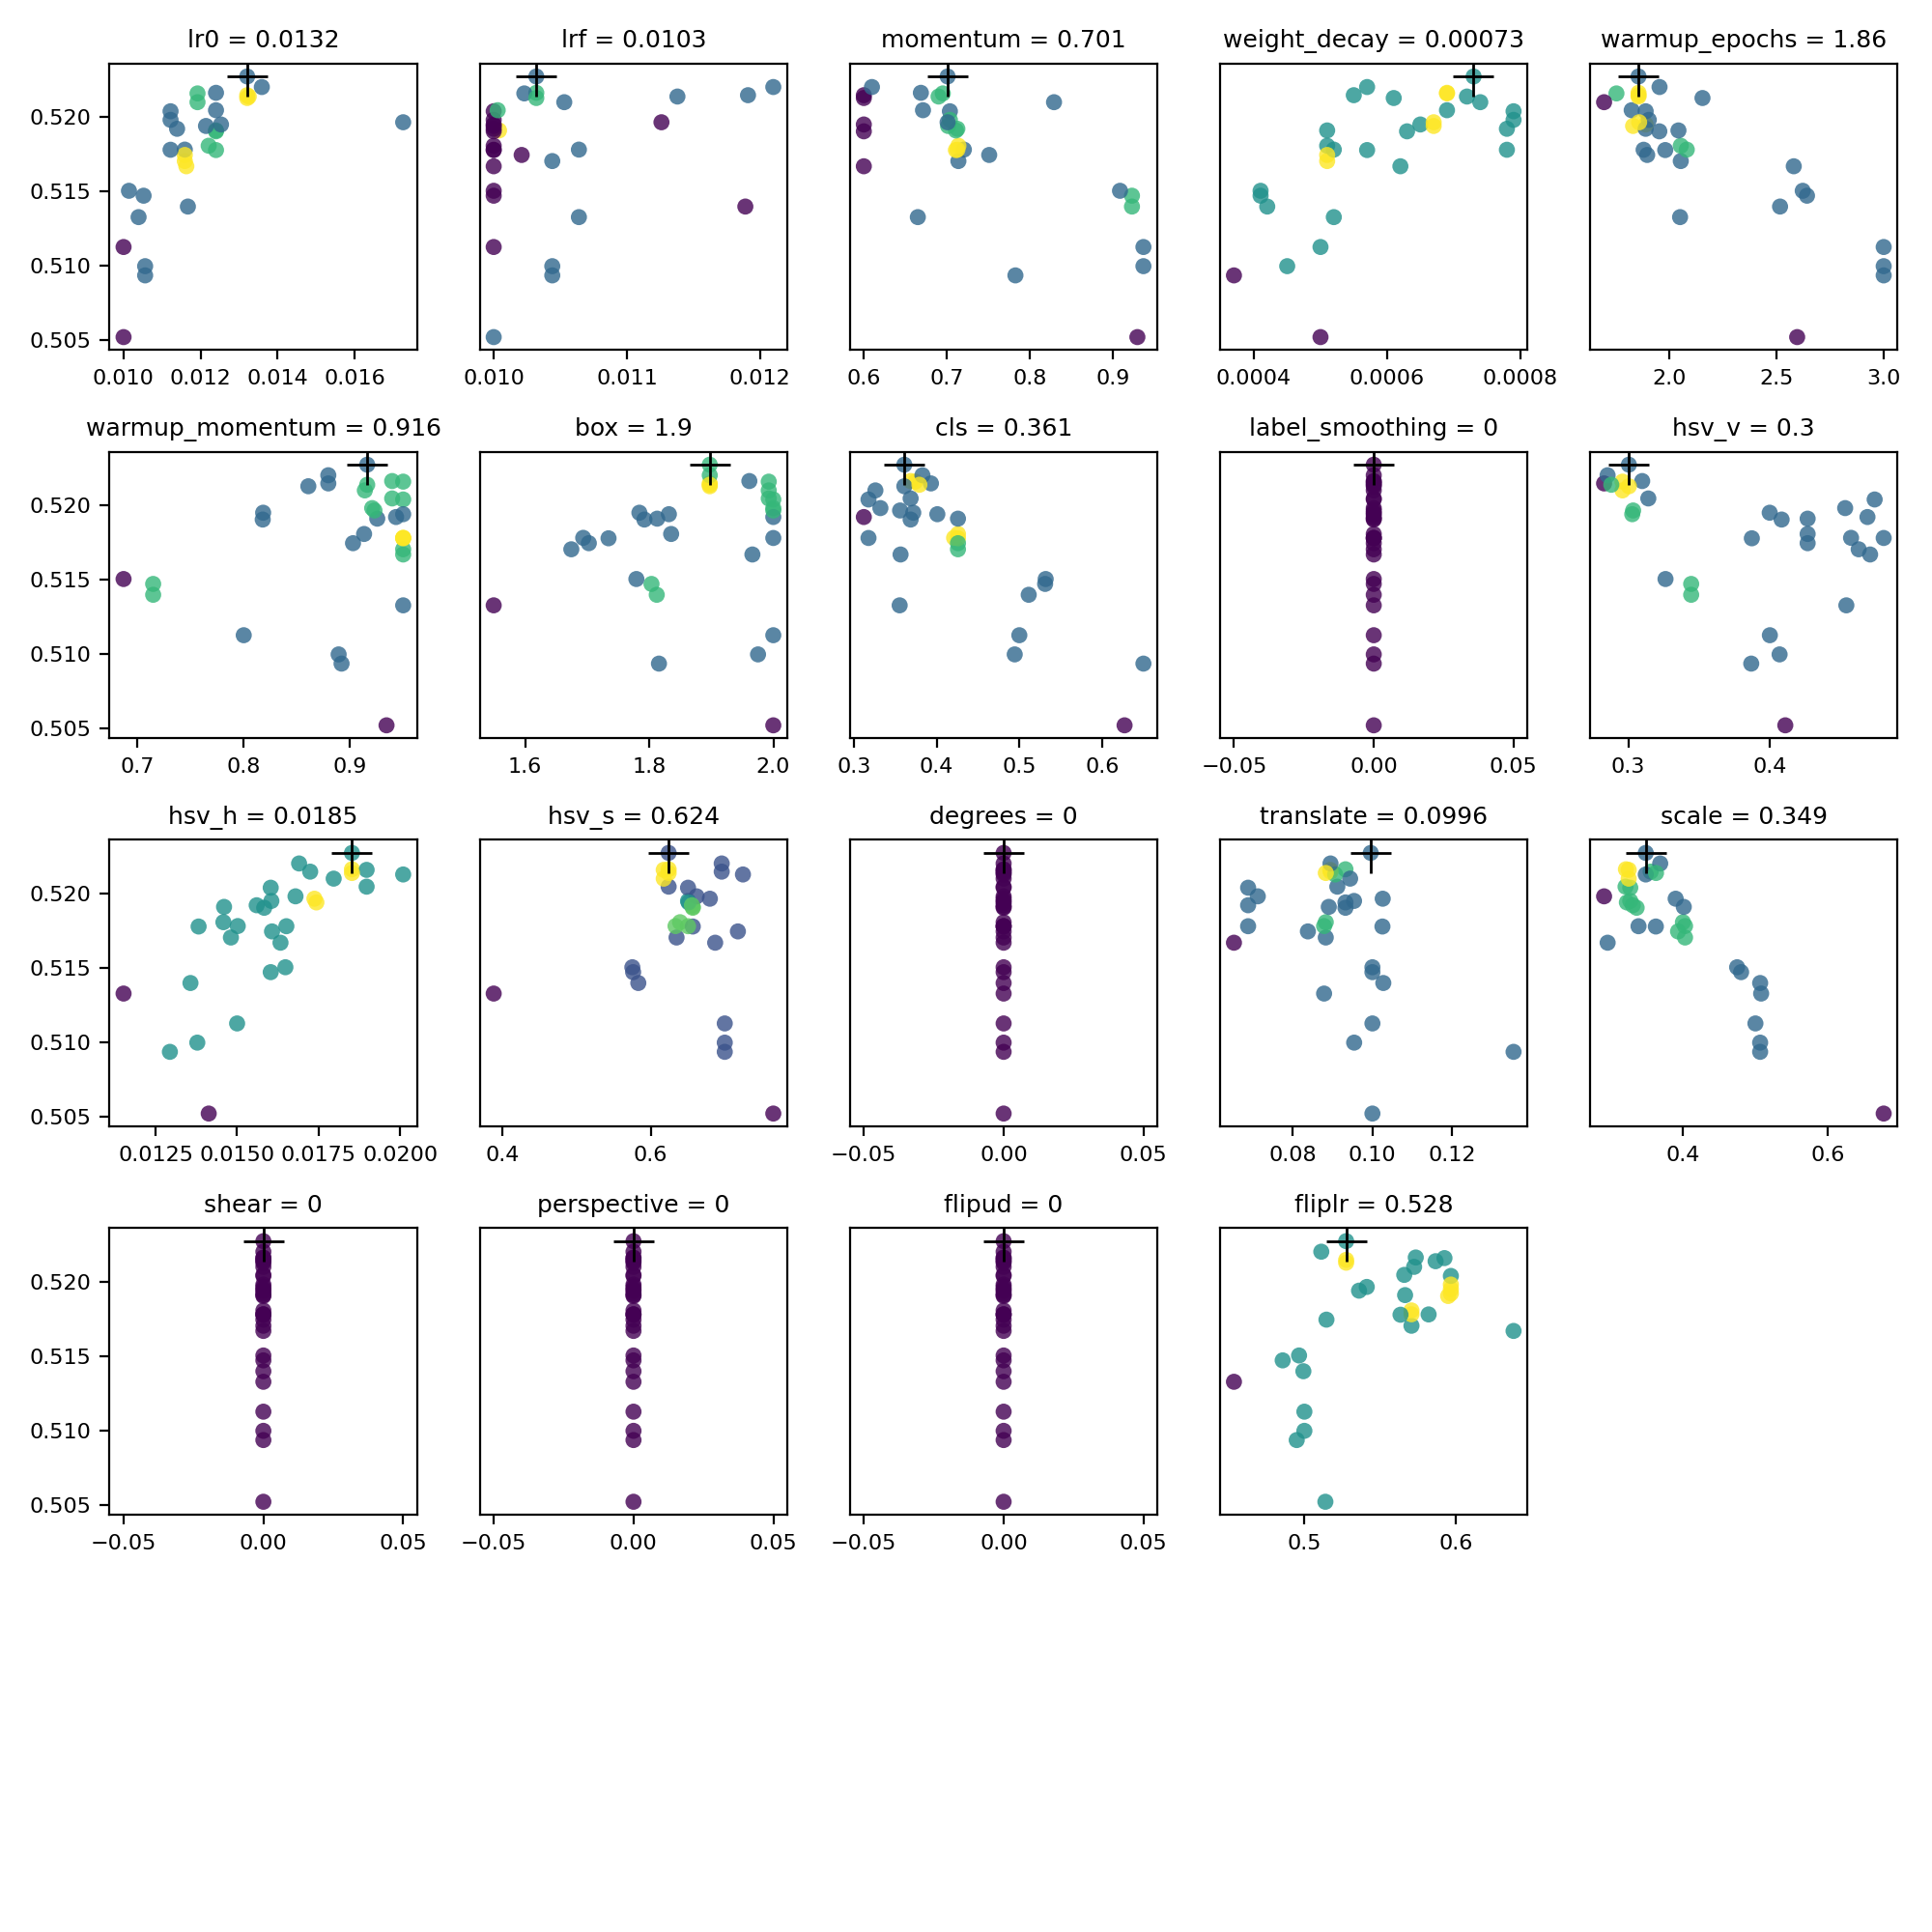 lr0 = 0.0132 lrf = 0.0103 momentum = 0.701 weight_decay = 0.00073 warmup_epochs = 1.86
0.520
0.515
0.510
0.505
0.010 0.012 0.014 0.016 0.010 0.011 0.012 0.6 0.7 0.8 0.9 0.0004 0.0006 0.0008 2.0 2.5 3.0
warmup_momentum = 0.916 box = 1.9 cls = 0.361 label_smoothing = 0 hsv_v = 0.3
0.520
0.515
0.510
0.505
0.7 0.8 0.9 1.6 1.8 2.0 0.3 0.4 0.5 0.6 −0.05 0.00 0.05 0.3 0.4
hsv_h = 0.0185 hsv_s = 0.624 degrees = 0 translate = 0.0996 scale = 0.349
0.520
0.515
0.510
0.505
0.0125 0.0150 0.0175 0.0200 0.4 0.6 −0.05 0.00 0.05 0.08 0.10 0.12 0.4 0.6
shear = 0 perspective = 0 flipud = 0 fliplr = 0.528
0.520
0.515
0.510
0.505
−0.05 0.00 0.05 −0.05 0.00 0.05 −0.05 0.00 0.05 0.5 0.6